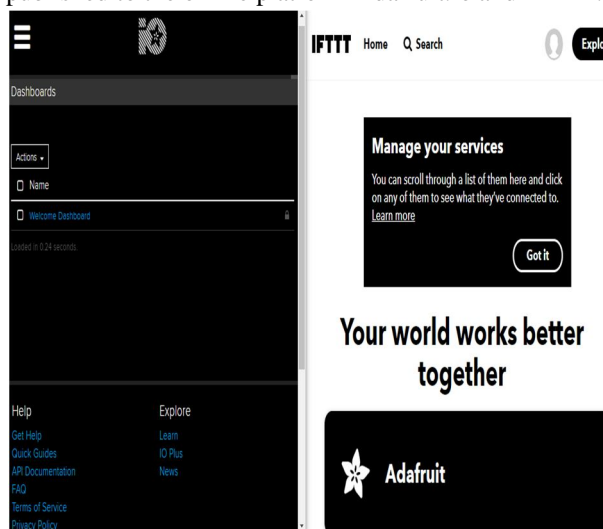 io
Dashboards
Actions
Name
Welcome Dashboard
Loaded in 0.24 seconds.
Help
Explore
Get Help
Learn
Quick Guides
IO Plus
API Documentation
News
FAQ
Terms of Service
Privacy Policy
IFTTT Home Search
Explo
Manage your services
You can scroll through a list of them here and click
on any of them to see what they've connected to.
Learn more
Got it
Your world works better
together
Adafruit